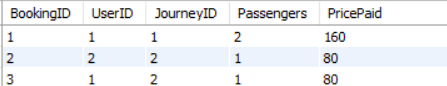 BookingID UserID JourneyID Passengers PricePaid
1 1 1 2 160
2 2 2 1 80
3 1 2 1 80